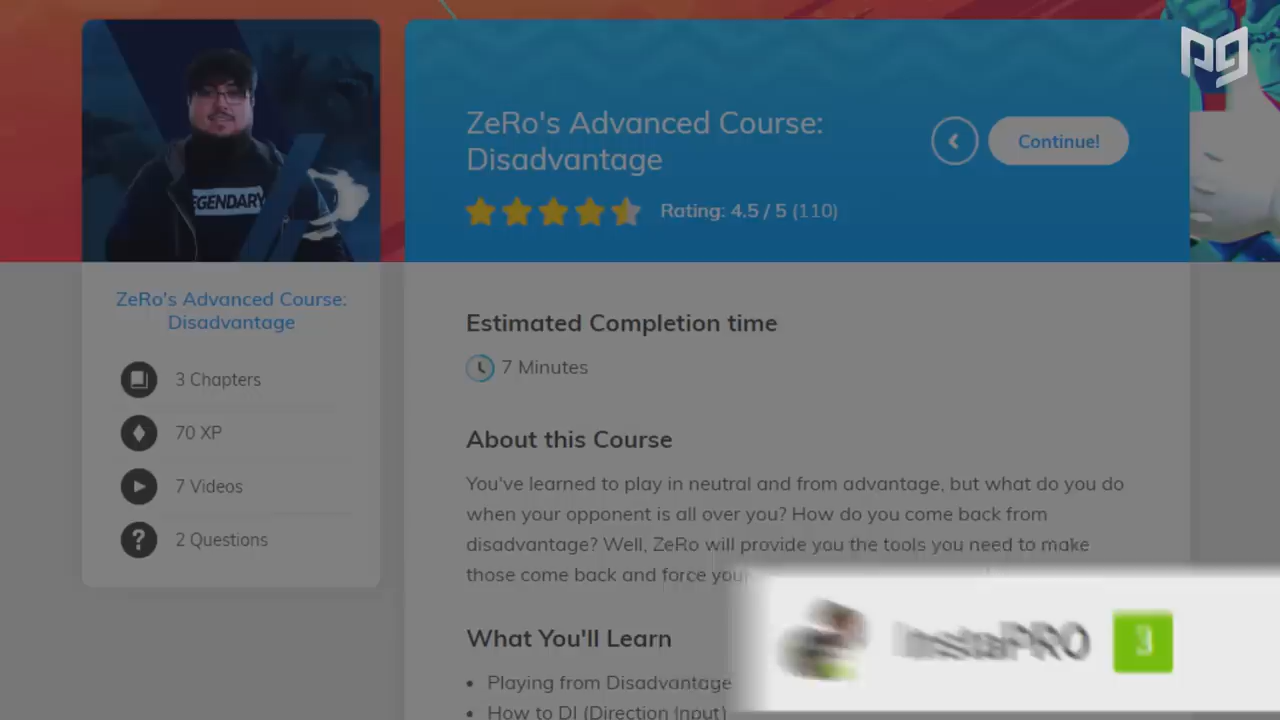 PG
EGENDARY
ZeRo's Advanced Course:
Disadvantage
Continue!
Rating: 4.5 / 5 (110)
ZeRo's Advanced Course:
Disadvantage
3 Chapters
70 XP
7 Videos
2 Questions
Estimated Completion time
7 Minutes
About this Course
You've learned to play in neutral and from advantage, but what do you do
when your opponent is all over you? How do you come back from
disadvantage? Well, ZeRo will provide you the tools you need to make
those come back and force your
What You'll Learn
• Playing from Disadvantage
• How to DI (Direction Input)
InstaPRO
3